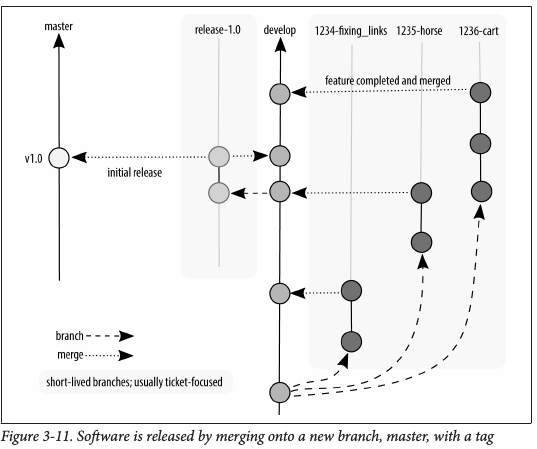 master
release-1.0
develop
1234-fixing_links
1235-horse
1236-cart
feature completed and merged
v1.0
initial release
branch
merge
short-lived branches; usually ticket-focused
Figure 3-11. Software is released by merging onto a new branch, master, with a tag